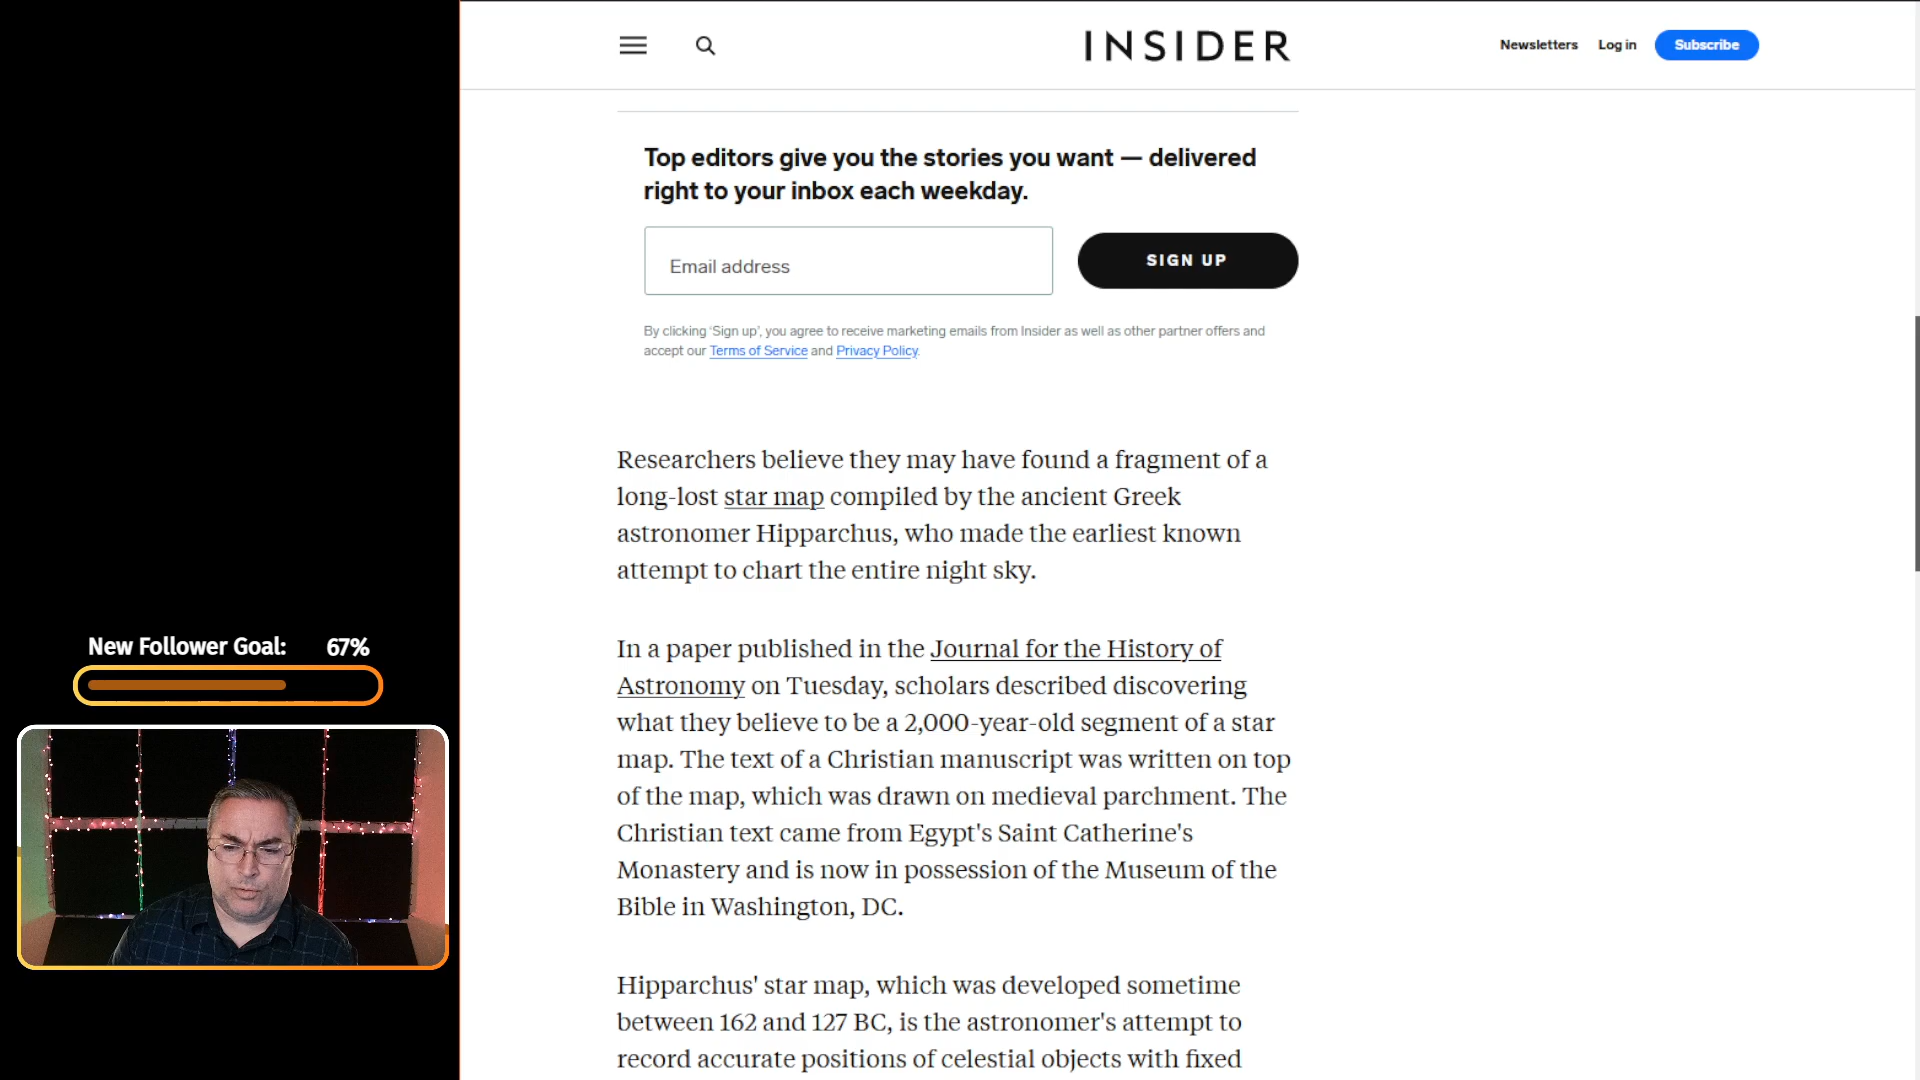 INSIDER
Newsletters
Log in
Subscribe
Top editors give you the stories you want — delivered
right to your inbox each weekday.
Email address
SIGN UP
By clicking ‘Sign up’, you agree to receive marketing emails from Insider as well as other partner offers and
accept our Terms of Service and Privacy Policy.
Researchers believe they may have found a fragment of a
long-lost star map compiled by the ancient Greek
astronomer Hipparchus, who made the earliest known
attempt to chart the entire night sky.
In a paper published in the Journal for the History of
Astronomy on Tuesday, scholars described discovering
what they believe to be a 2,000-year-old segment of a star
map. The text of a Christian manuscript was written on top
of the map, which was drawn on medieval parchment. The
Christian text came from Egypt's Saint Catherine's
Monastery and is now in possession of the Museum of the
Bible in Washington, DC.
Hipparchus' star map, which was developed sometime
between 162 and 127 BC, is the astronomer's attempt to
record accurate positions of celestial objects with fixed
New Follower Goal: 67%